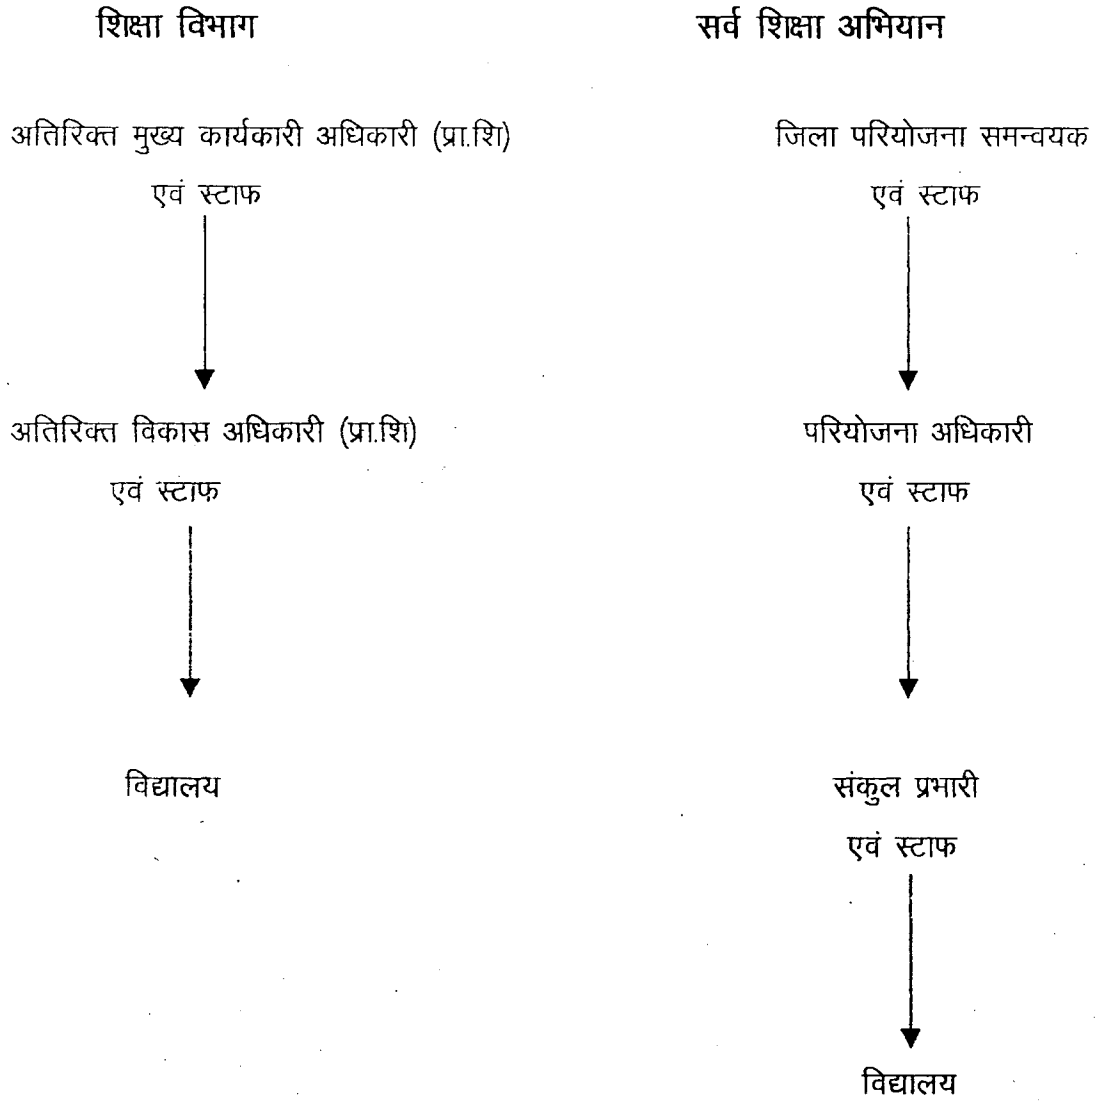 शिक्षा विभाग
अतिरिक्त मुख्य कार्यकारी अधिकारी (प्रा.शि)
एवं स्टाफ
अतिरिक्त विकास अधिकारी (प्रा.शि)
एवं स्टाफ
विद्यालय
सर्व शिक्षा अभियान
जिला परियोजना समन्वयक
एवं स्टाफ
परियोजना अधिकारी
एवं स्टाफ
संकुल प्रभारी
एवं स्टाफ
विद्यालय